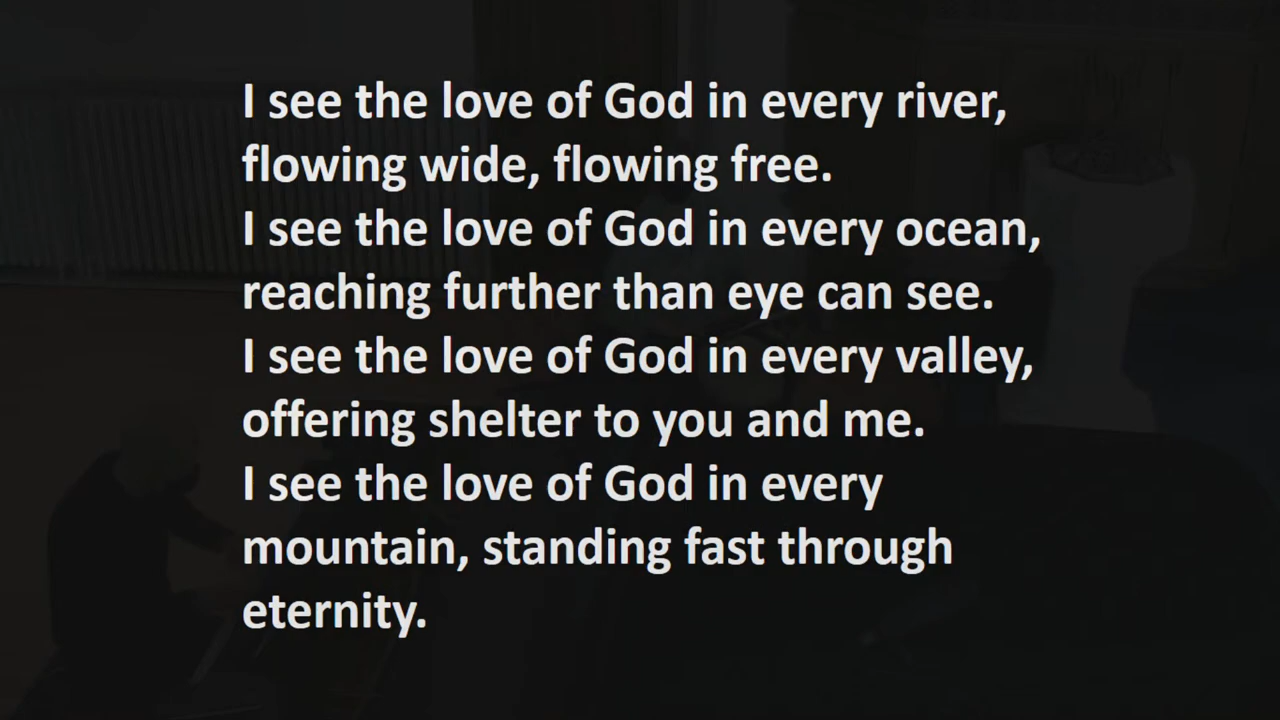 I see the love of God in every river,
flowing wide, flowing free.
I see the love of God in every ocean,
reaching further than eye can see.
I see the love of God in every valley,
offering shelter to you and me.
I see the love of God in every
mountain, standing fast through
eternity.